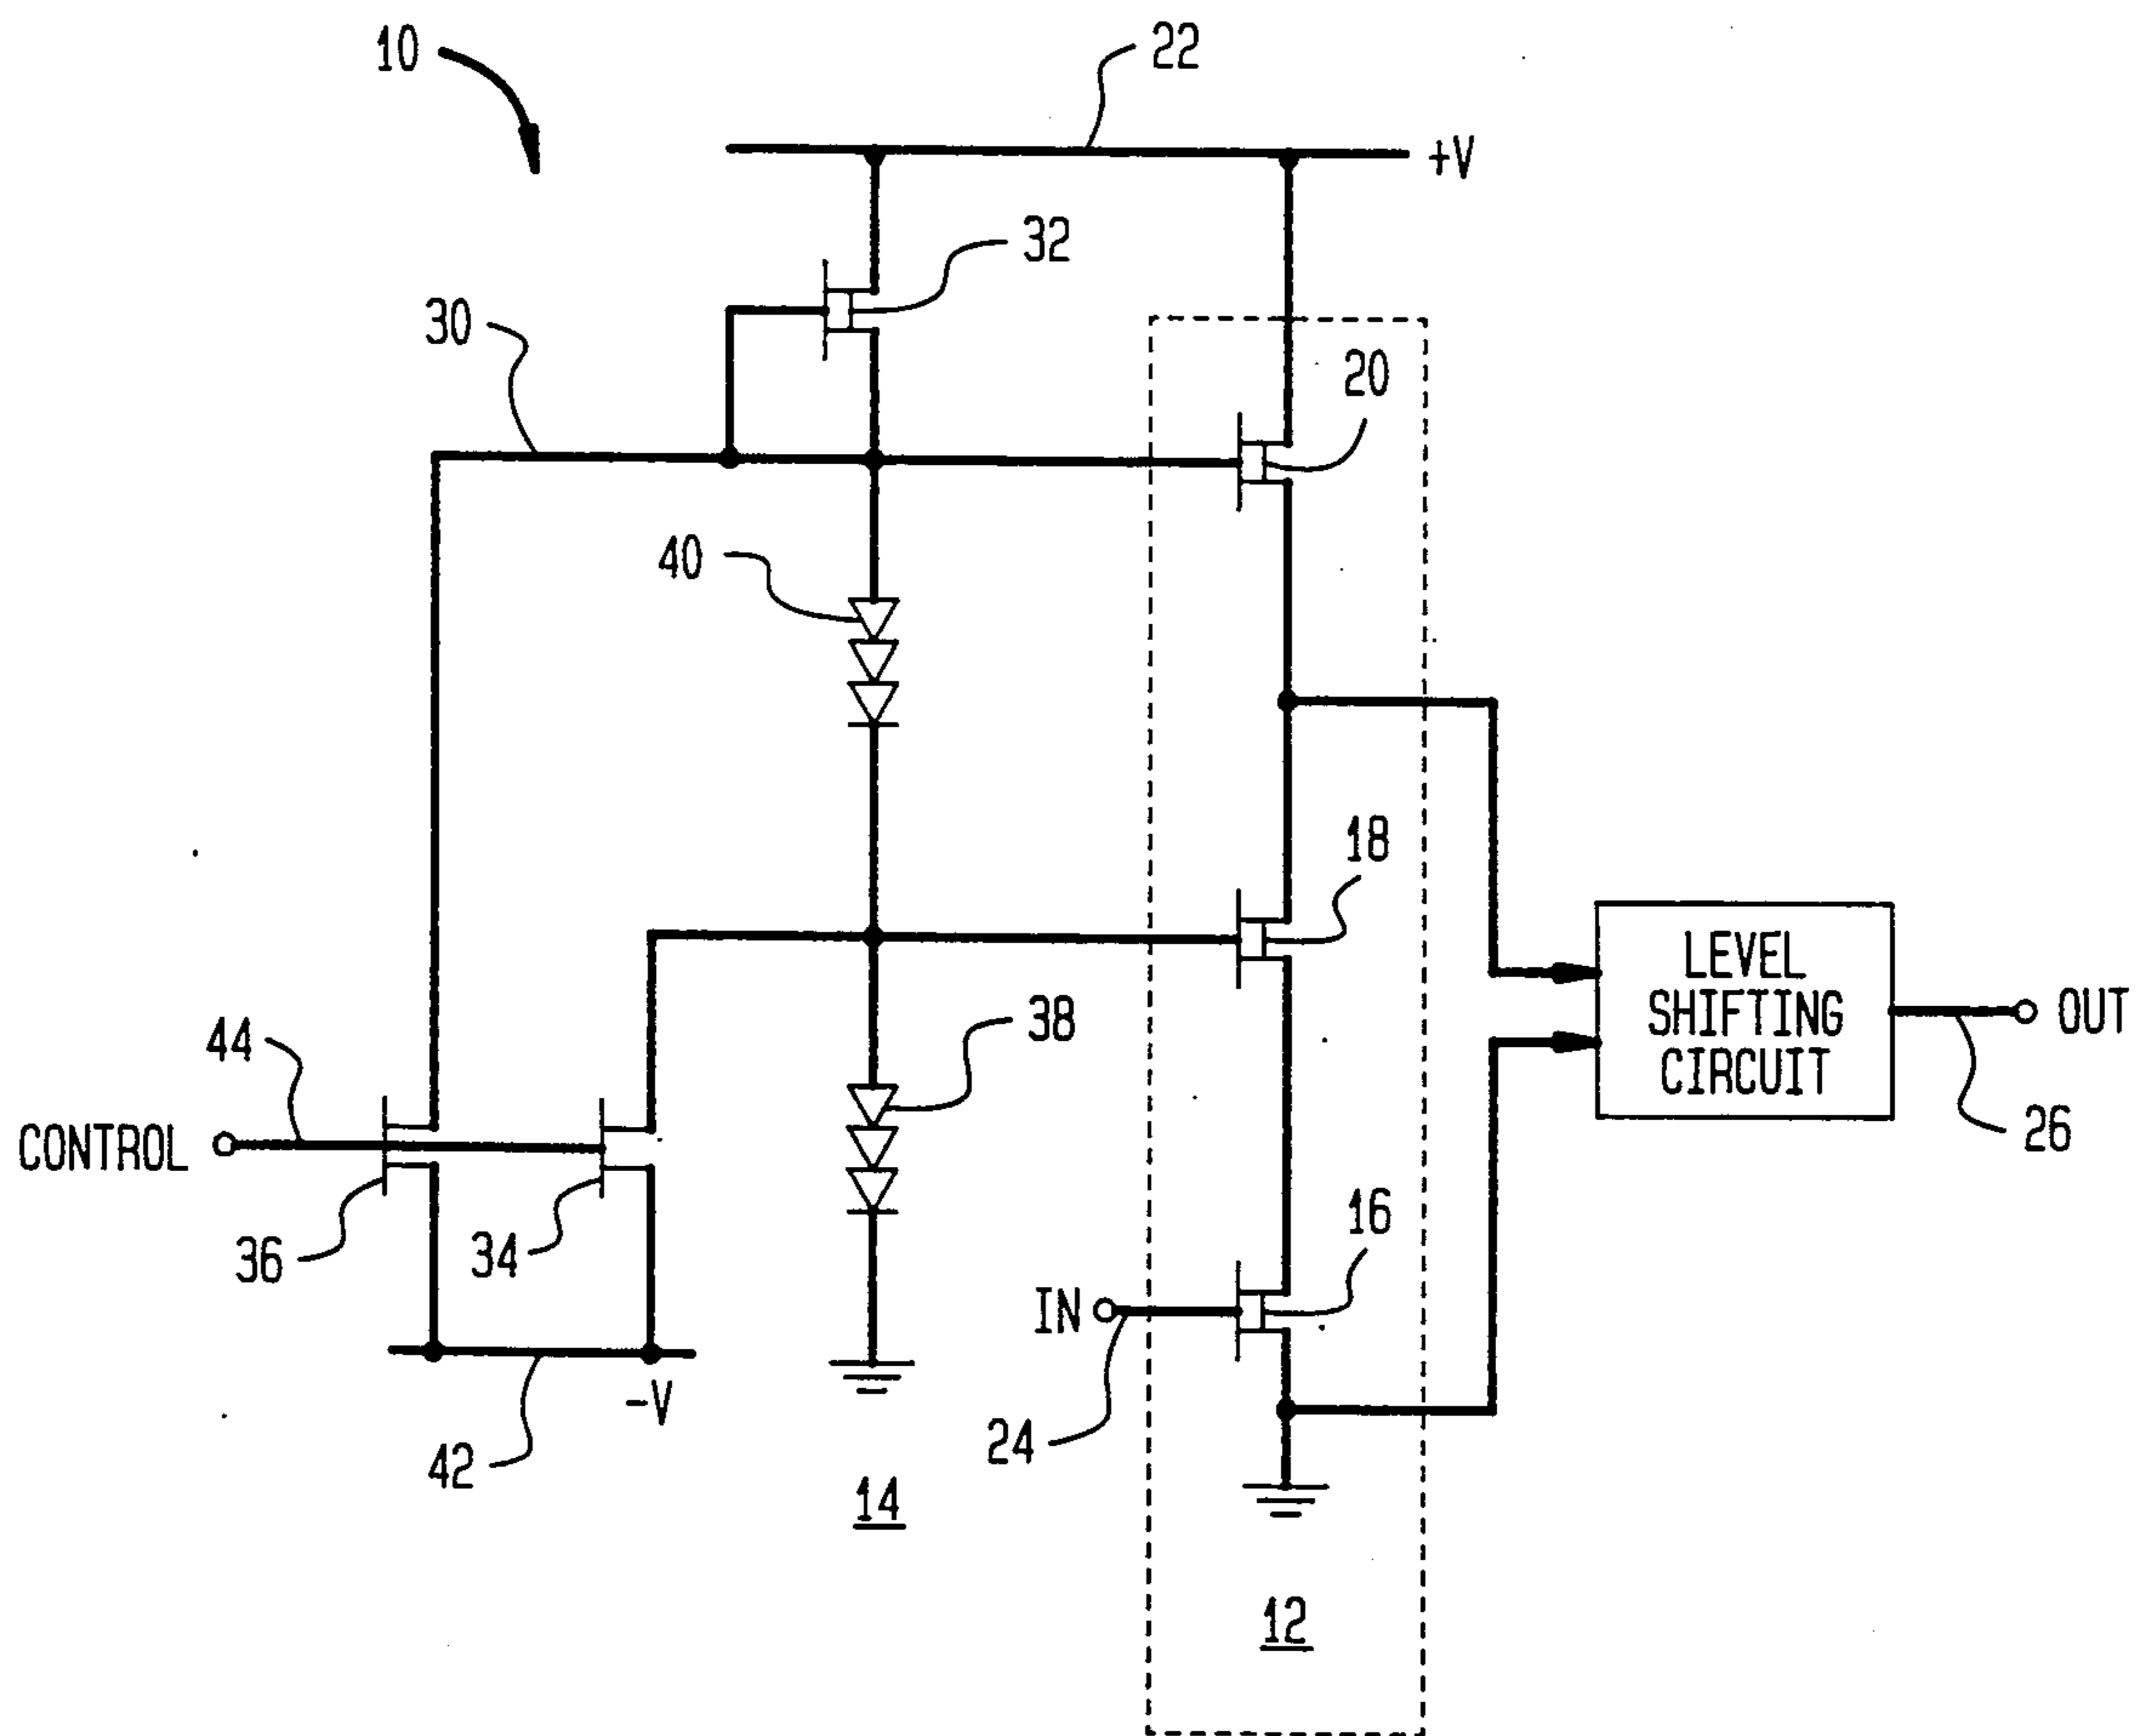 10
22
+V
32
30
20
40
18
LEVEL
SHIFTING
CIRCUIT
OUT
38
44
CONTROL
26
36
34
16
IN
-V
24
42
14
12